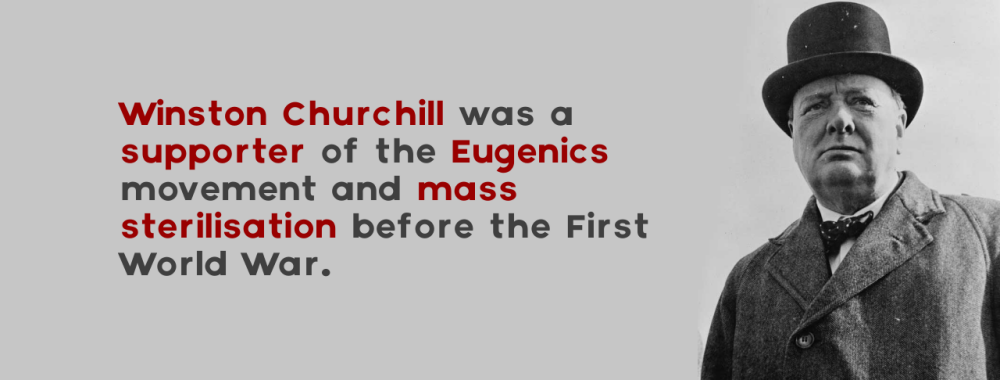 Winston Churchill was a
supporter of the Eugenics
movement and mass
sterilisation before the First
World War.